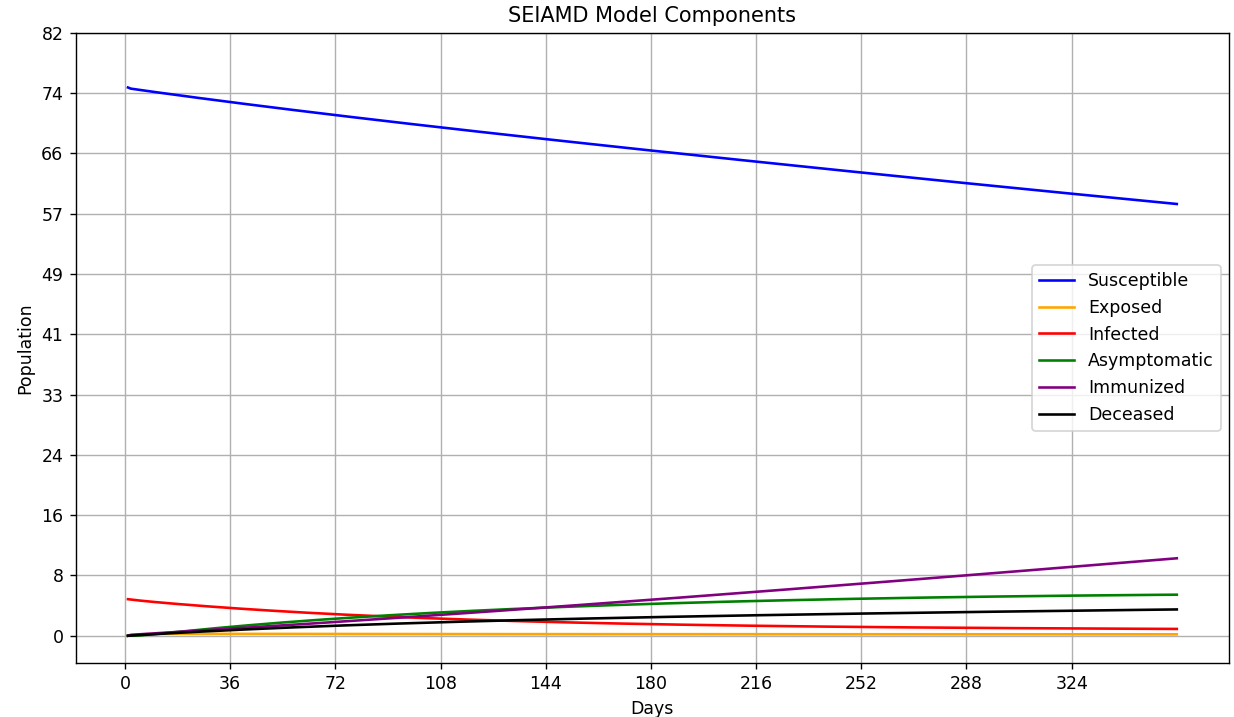 SEIAMD Model Components
82
74
66
57
49
41
33
24
16
8
0
Population
Susceptible
Exposed
Infected
Asymptomatic
Immunized
Deceased
0 36 72 108 144 180 216 252 288 324
Days